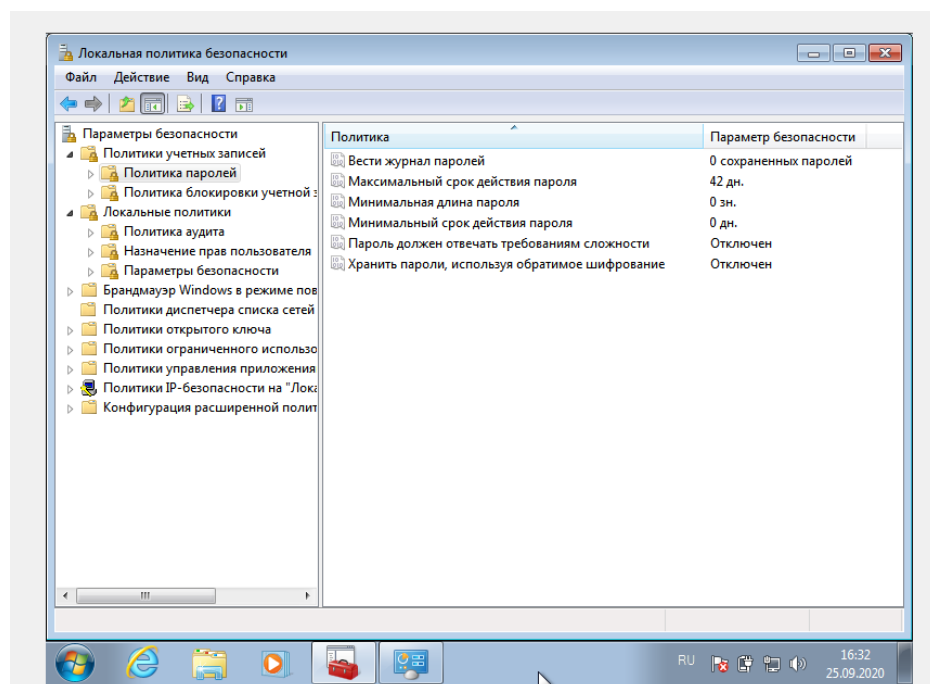 Локальная политика безопасности
Файл Действие Вид Справка
Параметры безопасности
Политики учетных записей
Политика паролей
Политика блокировки учетной з
Локальные политики
Политика аудита
Назначение прав пользователя
Параметры безопасности
Брандмауэр Windows в режиме пов
Политики диспетчера списка сетей
Политики открытого ключа
Политики ограниченного использо
Политики управления приложения
Политики IP-безопасности на "Лока
Конфигурация расширенной полит
Политика Параметр безопасности
Вести журнал паролей 0 сохраненных паролей
Максимальный срок действия пароля 42 дн.
Минимальная длина пароля 0 зн.
Минимальный срок действия пароля 0 дн.
Пароль должен отвечать требованиям сложности Отключен
Хранить пароли, используя обратимое шифрование Отключен
RU 16:32
25.09.2020